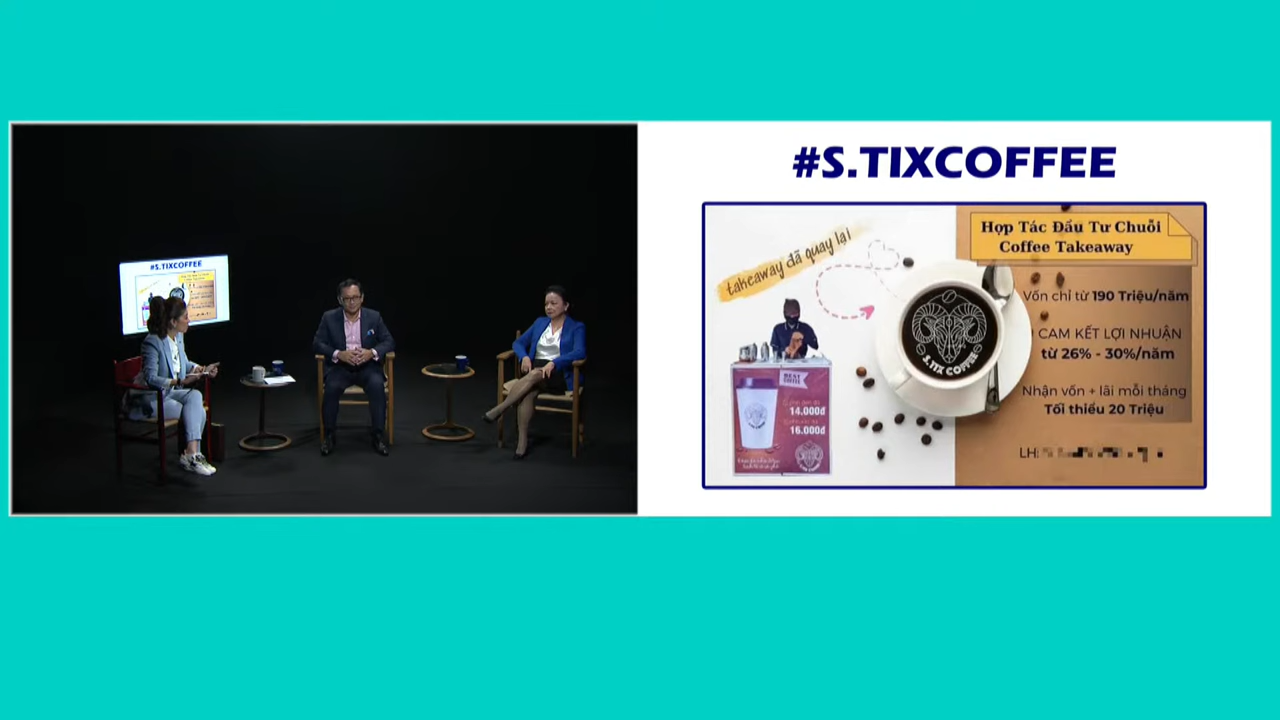 #S.TIXCOFFEE
#S.TIXCOFFEE
takeaway đã quay lại
Hợp Tác Đầu Tư Chuỗi
Coffee Takeaway
Vốn chỉ từ 190 Triệu/năm
CAM KẾT LỢI NHUẬN
từ 26% - 30%/năm
Nhận vốn + lãi mỗi tháng
Tối thiểu 20 Triệu
LH:
S.TIX COFFEE
BEST
COFFEE
14.000đ
16.000đ